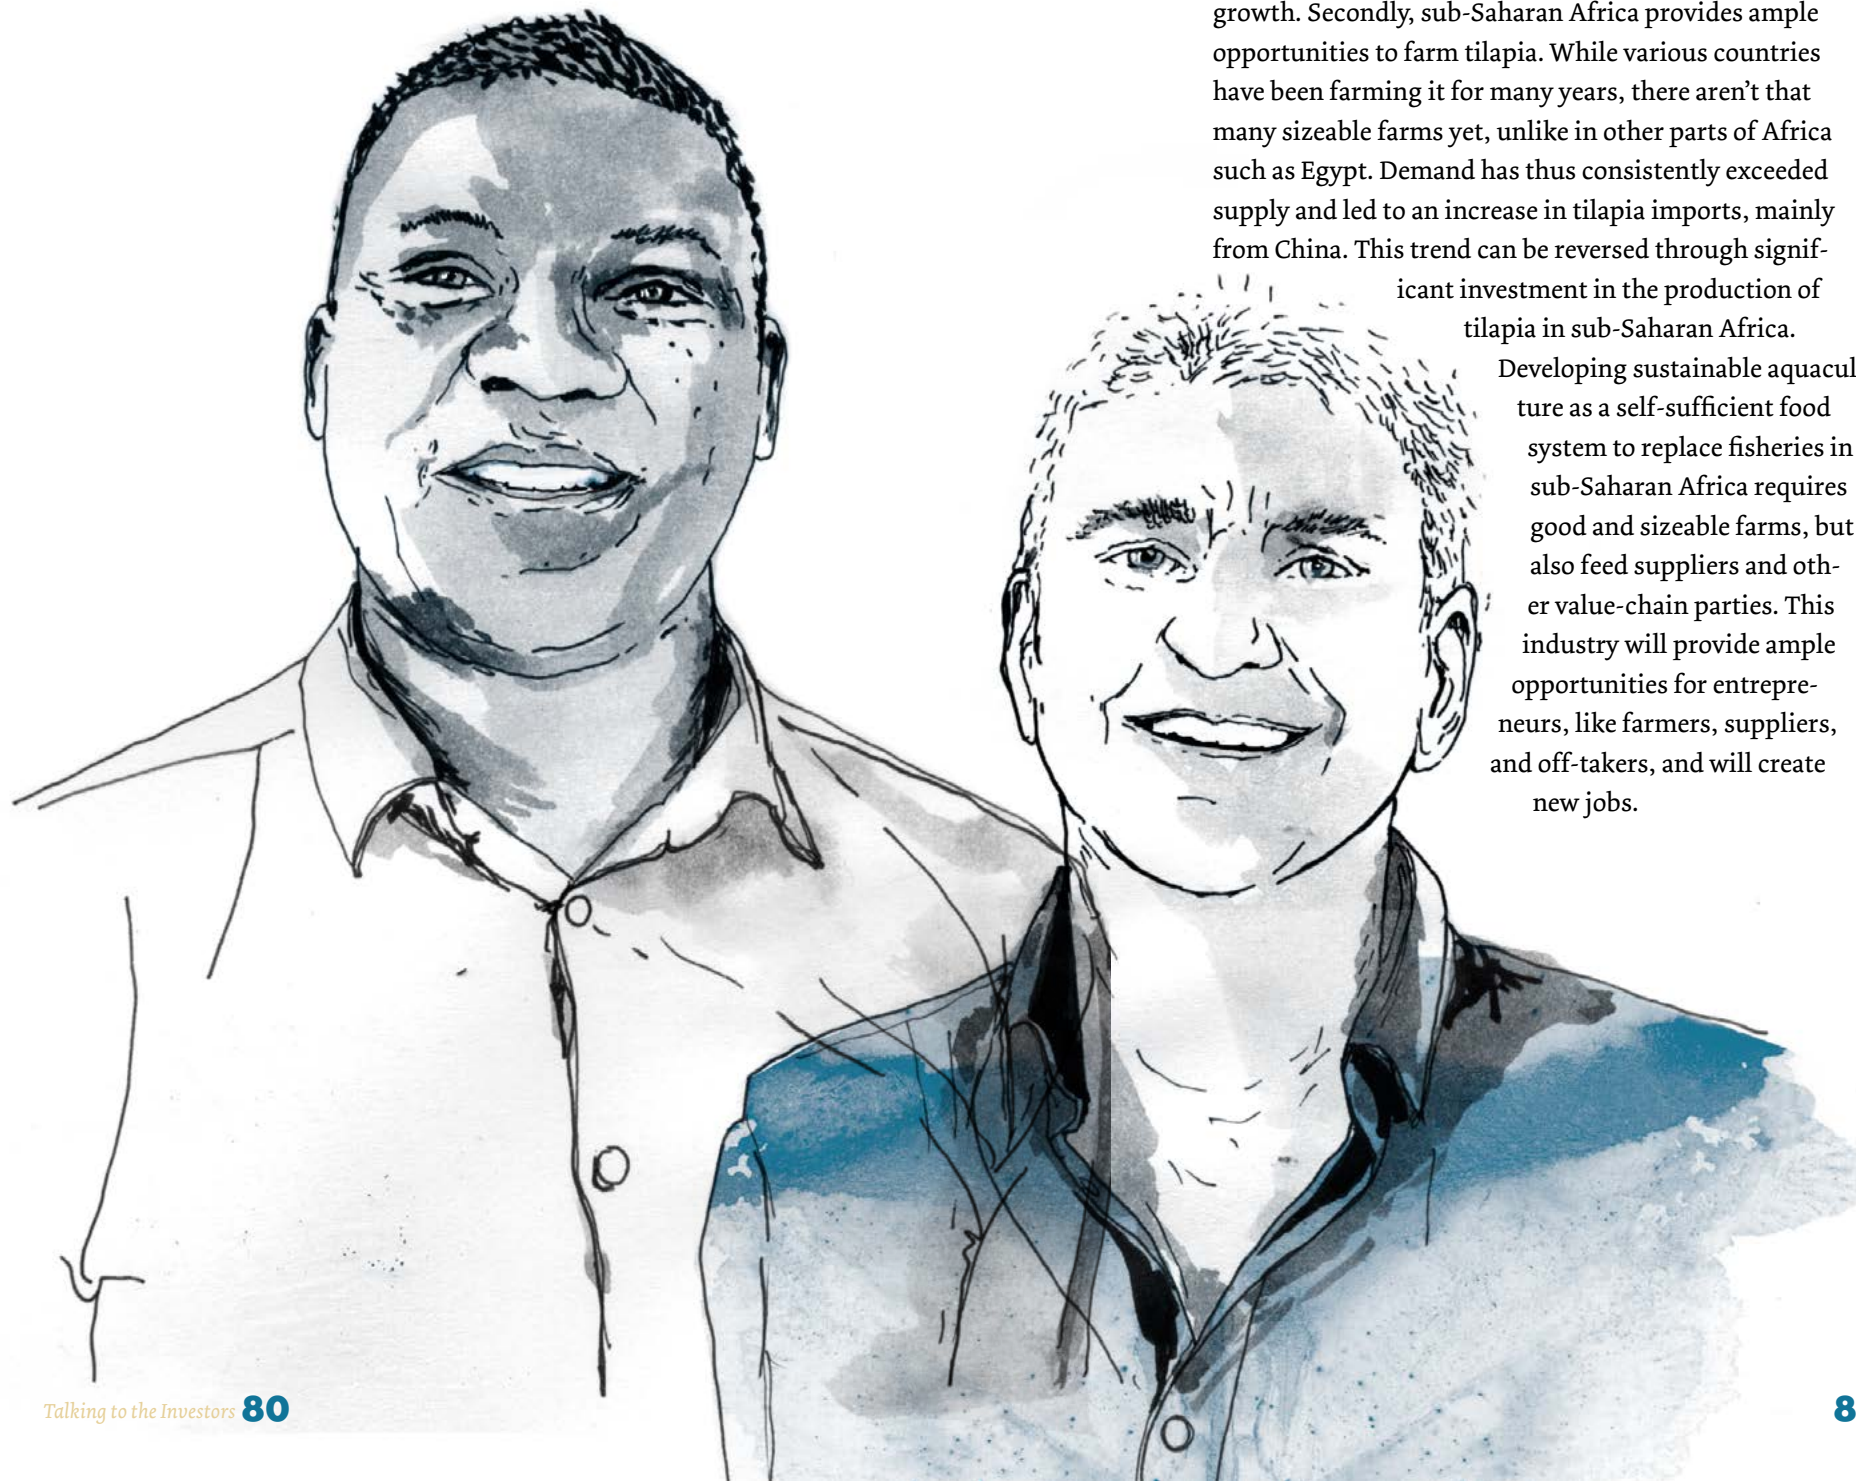 growth. Secondly, sub-Saharan Africa provides ample
opportunities to farm tilapia. While various countries
have been farming it for many years, there aren’t that
many sizeable farms yet, unlike in other parts of Africa
such as Egypt. Demand has thus consistently exceeded
supply and led to an increase in tilapia imports, mainly
from China. This trend can be reversed through signif-
icant investment in the production of
tilapia in sub-Saharan Africa.
Developing sustainable aquacul
ture as a self-sufficient food
system to replace fisheries in
sub-Saharan Africa requires
good and sizeable farms, but
also feed suppliers and oth-
er value-chain parties. This
industry will provide ample
opportunities for entrepre-
neurs, like farmers, suppliers,
and off-takers, and will create
new jobs.
Talking to the Investors 80
8